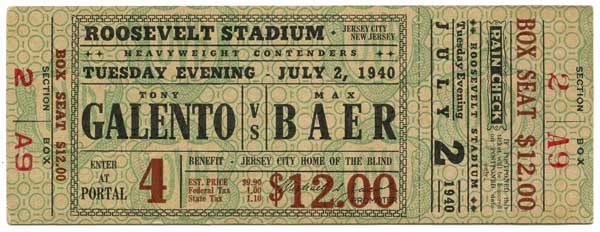 SECTION
2
BOX
A9
BOX SEAT $12.00
ROOSEVELT STADIUM - JERSEY CITY NEW JERSEY
HEAVYWEIGHT CONTENDERS
TUESDAY EVENING - JULY 2, 1940
TONY
GALENTO
VS
MAX
BAER
ENTER
AT
PORTAL
4
BENEFIT - JERSEY CITY HOME OF THE BLIND
EST. PRICE $9.90
Federal Tax 1.00
State Tax 1.10
$12.00
PROMOTER
JULY
2
1940
Tuesday Evening
ROOSEVELT STADIUM
RAIN CHECK
BOX SEAT $12.00
SECTION
2
BOX
A9